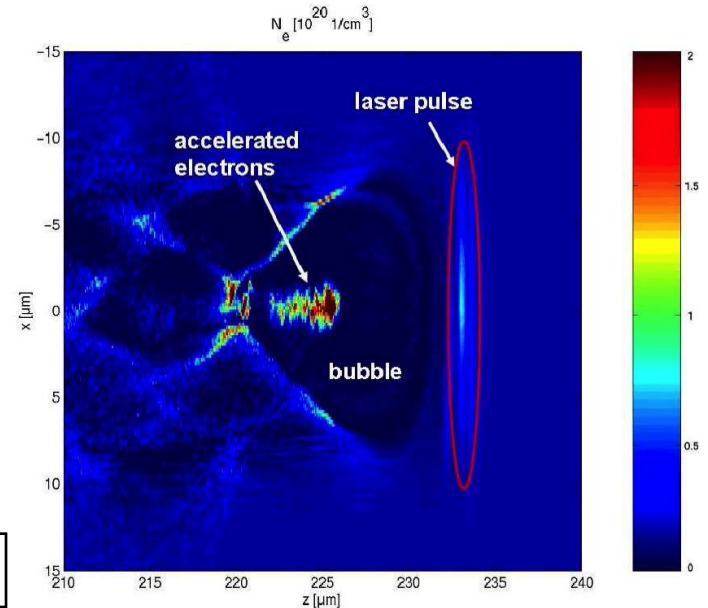 N_e [10^20 1/cm^3]
-15
-10
-5
0
5
10
15
x [μm]
210
215
220
225
230
235
240
z [μm]
laser pulse
accelerated
electrons
bubble
2
1.5
1
0.5
0